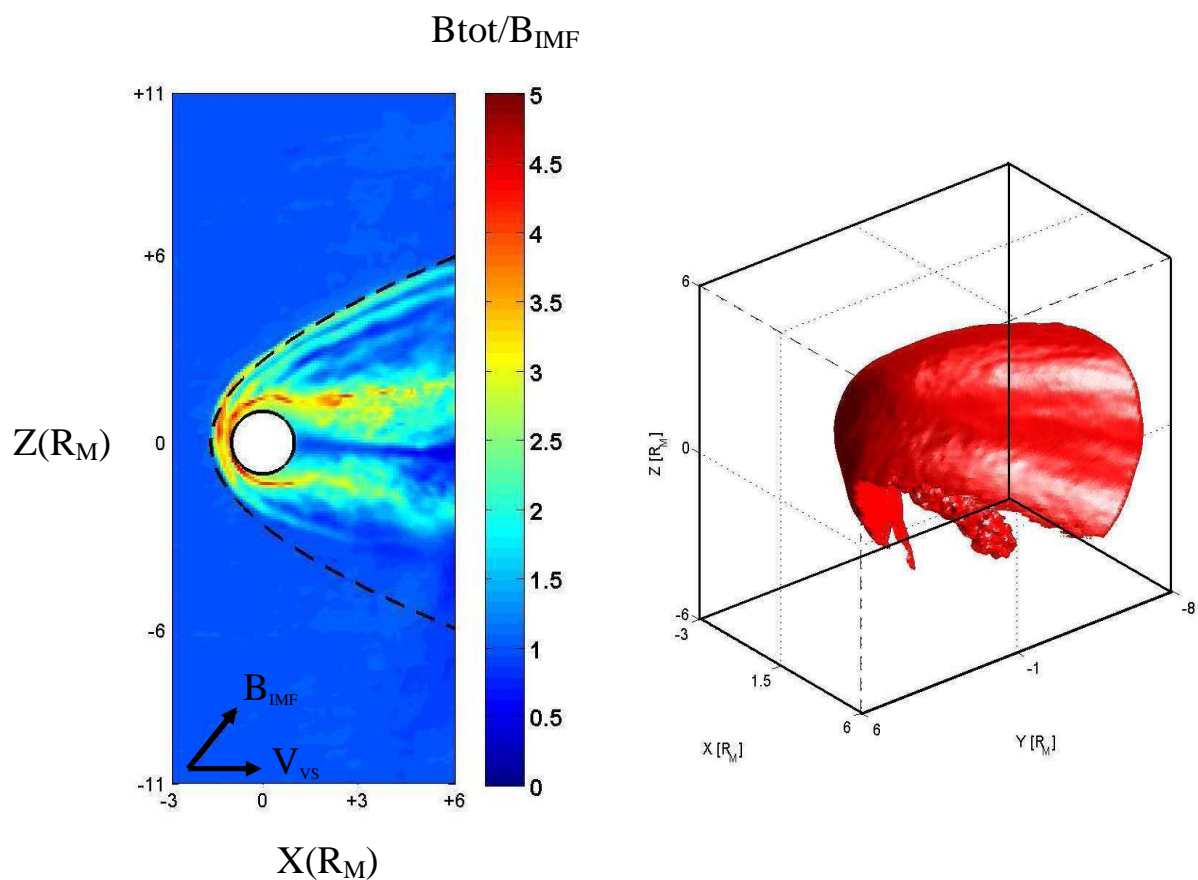 Btot/B_IMF
+11
+6
0
-6
-11
Z(R_M)
-3 0 +3 +6
X(R_M)
B_IMF
V_VS
5
4.5
4
3.5
3
2.5
2
1.5
1
0.5
0
6
0
-6
Z [R_M]
-3
1.5
6
X [R_M]
6
-1
-8
Y [R_M]